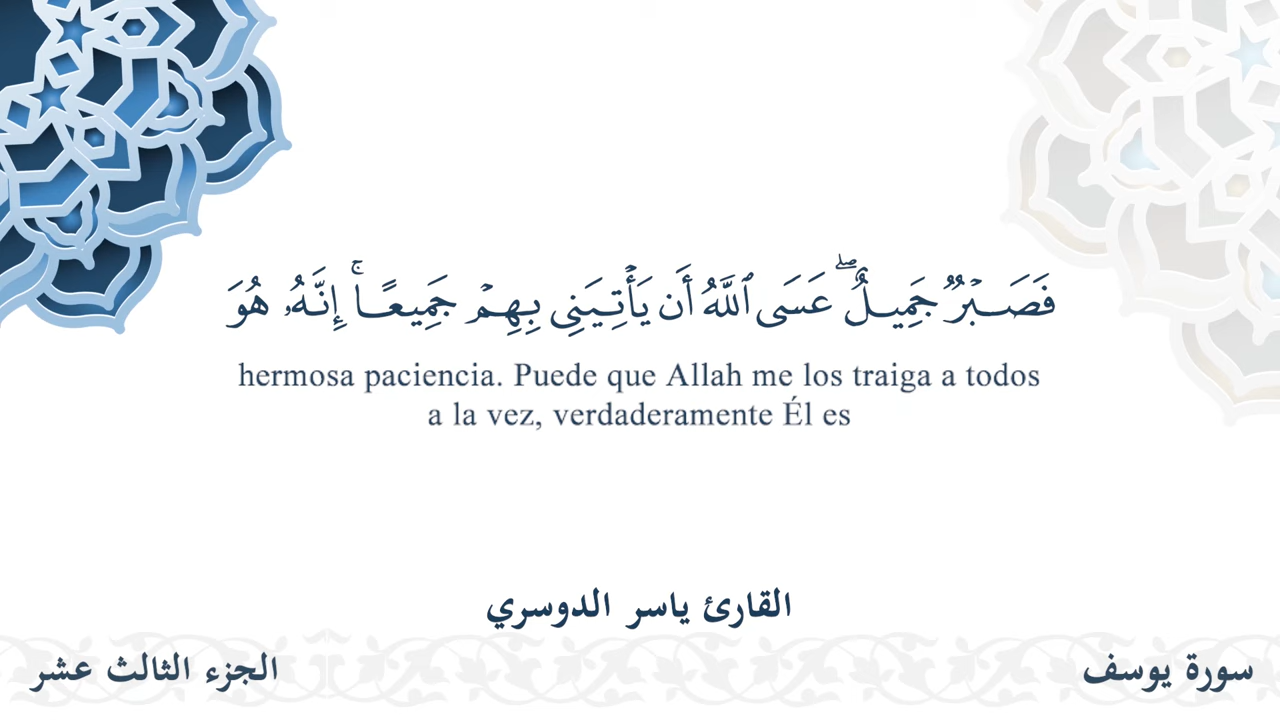 فَصَبْرٌ جَمِيلٌ ۖ عَسَى ٱللَّهُ أَن يَأْتِيَنِى بِهِمْ جَمِيعًا ۚ إِنَّهُۥ هُوَ
hermosa paciencia. Puede que Allah me los traiga a todos
a la vez, verdaderamente Él es
القارئ ياسر الدوسري
سورة يوسف
الجزء الثالث عشر